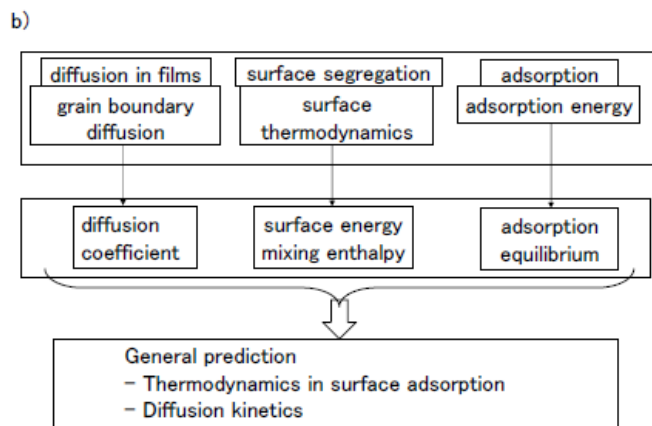 b)
diffusion in films
surface segregation
adsorption
grain boundary
diffusion
surface
thermodynamics
adsorption energy
diffusion
coefficient
surface energy
mixing enthalpy
adsorption
equilibrium
General prediction
- Thermodynamics in surface adsorption
- Diffusion kinetics